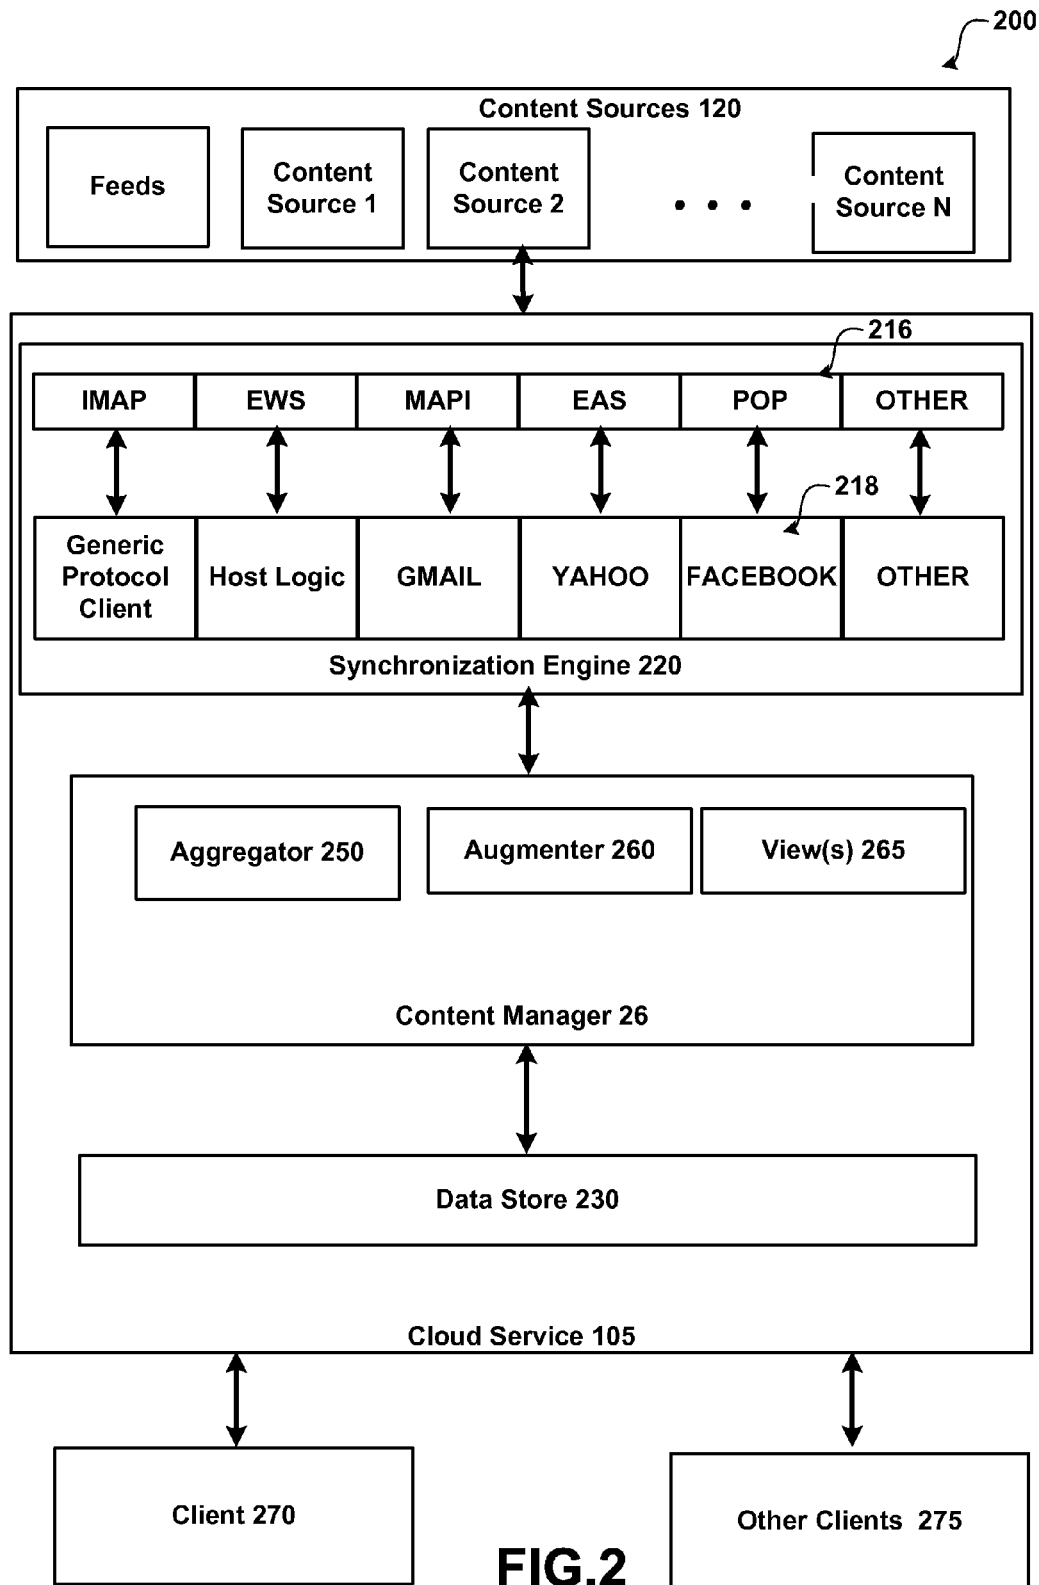 200
Content Sources 120
Feeds
Content
Source 1
Content
Source 2
• • •
Content
Source N
216
IMAP
EWS
MAPI
EAS
POP
OTHER
218
Generic
Protocol
Client
Host Logic
GMAIL
YAHOO
FACEBOOK
OTHER
Synchronization Engine 220
Aggregator 250
Augmenter 260
View(s) 265
Content Manager 26
Data Store 230
Cloud Service 105
Client 270
Other Clients 275
FIG.2